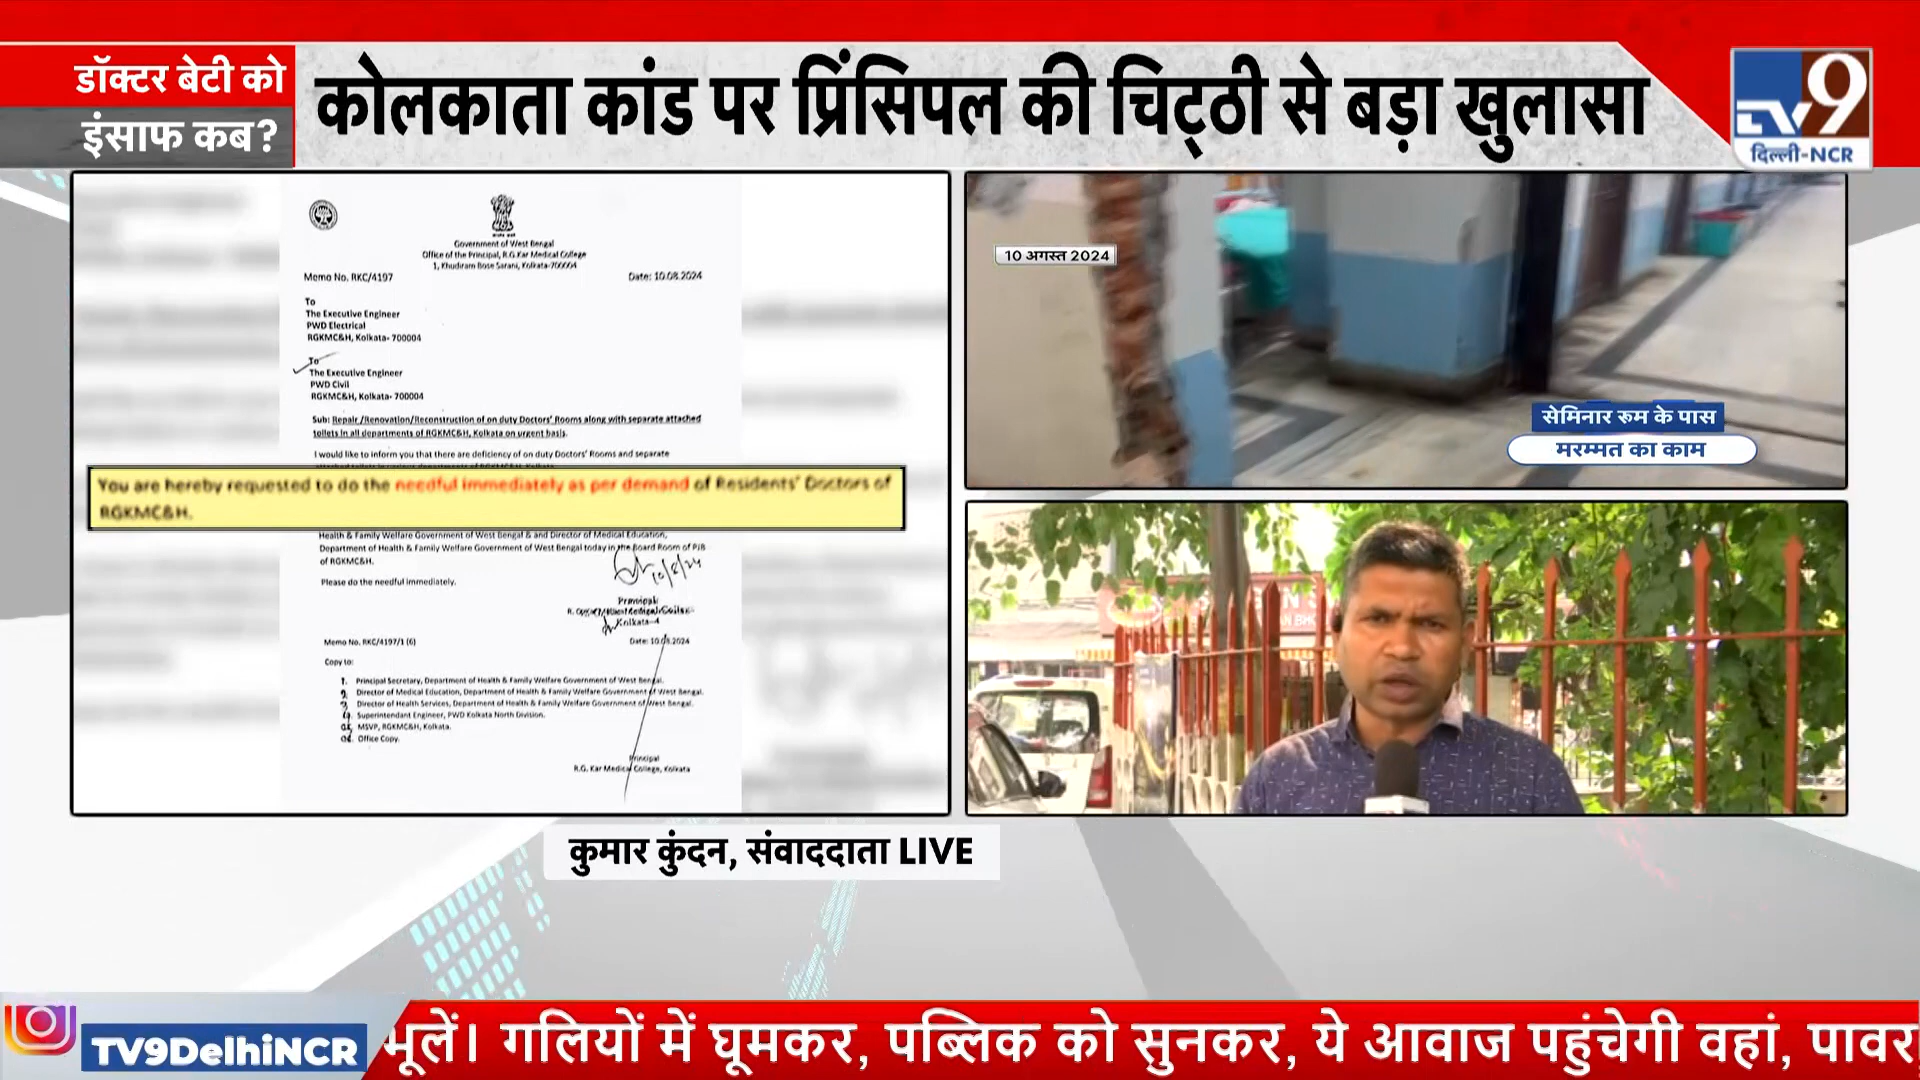 डॉक्टर बेटी को
इंसाफ कब?
कोलकाता कांड पर प्रिंसिपल की चिट्ठी से बड़ा खुलासा
TV9
दिल्ली-NCR
Government of West Bengal
Office of the Principal, R.G.Kar Medical College
1, Khudiram Bose Sarani, Kolkata-700004
Memo No. RKC/4197
Date: 10.08.2024
To
The Executive Engineer
PWD Electrical
RGKMC&H, Kolkata- 700004
To
The Executive Engineer
PWD Civil
RGKMC&H, Kolkata- 700004
Sub: Repair /Renovation/Reconstruction of on duty Doctors' Rooms along with separate attached
toilets in all departments of RGKMC&H, Kolkata on urgent basis.
I would like to inform you that there are deficiency of on duty Doctors' Rooms and separate
You are hereby requested to do the needful immediately as per demand of Residents' Doctors of
RGKMC&H.
Health & Family Welfare Government of West Bengal & and Director of Medical Education,
Department of Health & Family Welfare Government of West Bengal today in the Board Room of PJB
of RGKMC&H.
Please do the needful immediately.
10/8/24
Principal
Kolkata-4
Memo No. RKC/4197/1 (6)
Date: 10.08.2024
Copy to:
1. Principal Secretary, Department of Health & Family Welfare Government of West Bengal.
Director of Medical Education, Department of Health & Family Welfare Government of West Bengal.
Director of Health Services, Department of Health & Family Welfare Government of West Bengal.
Superintendant Engineer, PWD Kolkata North Division.
MSVP, RGKMC&H, Kolkata.
Office Copy.
Principal
R.G. Kar Medical College, Kolkata
10 अगस्त 2024
सेमिनार रूम के पास
मरम्मत का काम
कुमार कुंदन, संवाददाता LIVE
TV9DelhiNCR
भूलें। गलियों में घूमकर, पब्लिक को सुनकर, ये आवाज पहुंचेगी वहां, पावर